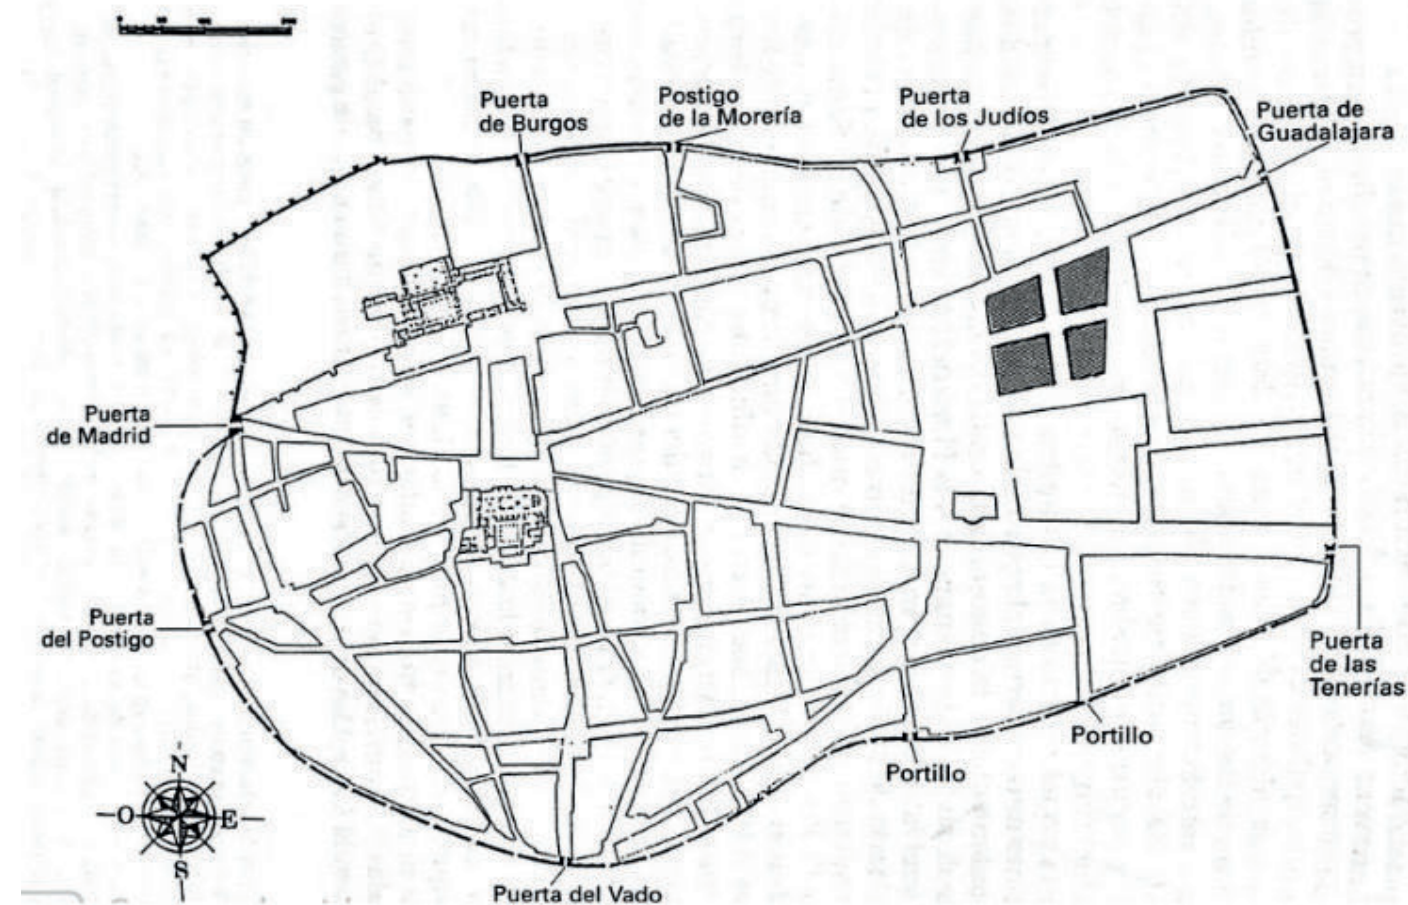 Puerta
de Burgos
Postigo
de la Morería
Puerta
de los Judíos
Puerta de
Guadalajara
Puerta
de Madrid
Puerta
del Postigo
Puerta
de las
Tenerías
Portillo
Portillo
Puerta del Vado
N
O
E
S